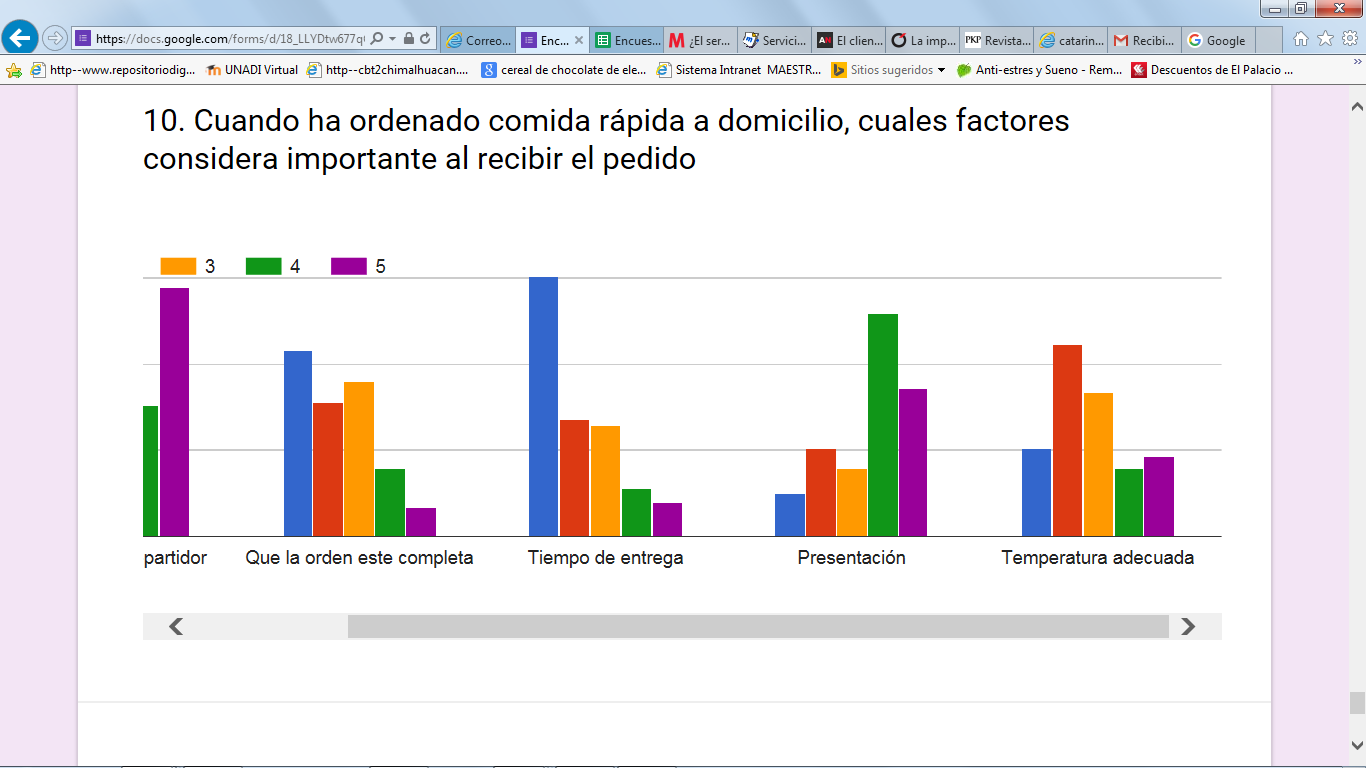 https://docs.google.com/forms/d/18_LLYDtw677q
Correo...
Enc...
Encues...
¿El ser...
Servici...
El clien...
La imp...
PKP Revista...
catarin...
Recibi...
Google
http--www.repositoriodig...
UNADI Virtual
http--cbt2chimalhuacan....
cereal de chocolate de ele...
Sistema Intranet MAESTR...
Sitios sugeridos
Anti-estres y Sueno - Rem...
Descuentos de El Palacio ...
10. Cuando ha ordenado comida rápida a domicilio, cuales factores
considera importante al recibir el pedido
3 4 5
partidor Que la orden este completa Tiempo de entrega Presentación Temperatura adecuada